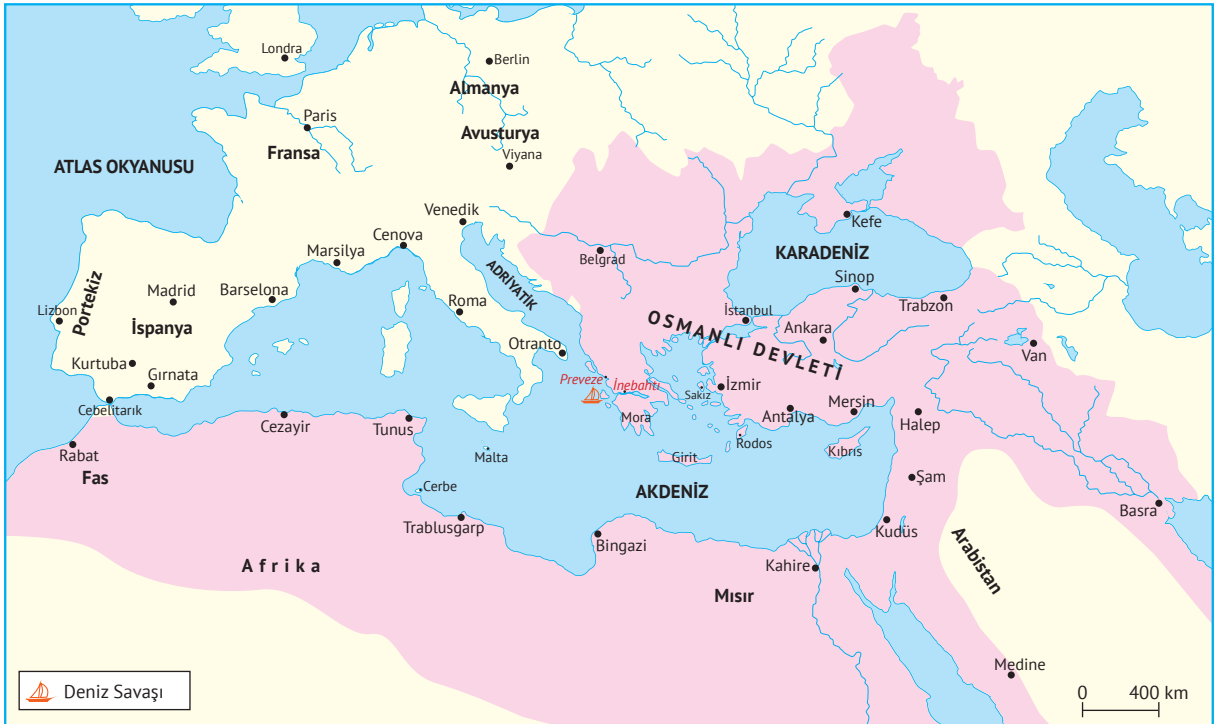 Londra
Berlin
Almanya
Paris
Avusturya
Fransa
Viyana
ATLAS OKYANUSU
Venedik
Kefe
Cenova
Marsilya
Belgrad
KARADENİZ
ADRİYATİK
Sinop
Madrid
Barselona
Roma
Trabzon
Portekiz
Lizbon
İspanya
İstanbul
OSMANLI DEVLETİ
Ankara
Otranto
Van
Kurtuba
Gırnata
Preveze
İnebahtı
Sakız
İzmir
Cebelitarık
Cezayir
Tunus
Mora
Antalya
Mersin
Halep
Rabat
Malta
Girit
Rodos
Kıbrıs
Fas
Cerbe
AKDENİZ
Şam
Trablusgarp
Basra
Bingazi
Kudüs
Afrika
Kahire
Arabistan
Mısır
Medine
Deniz Savaşı
0 400 km